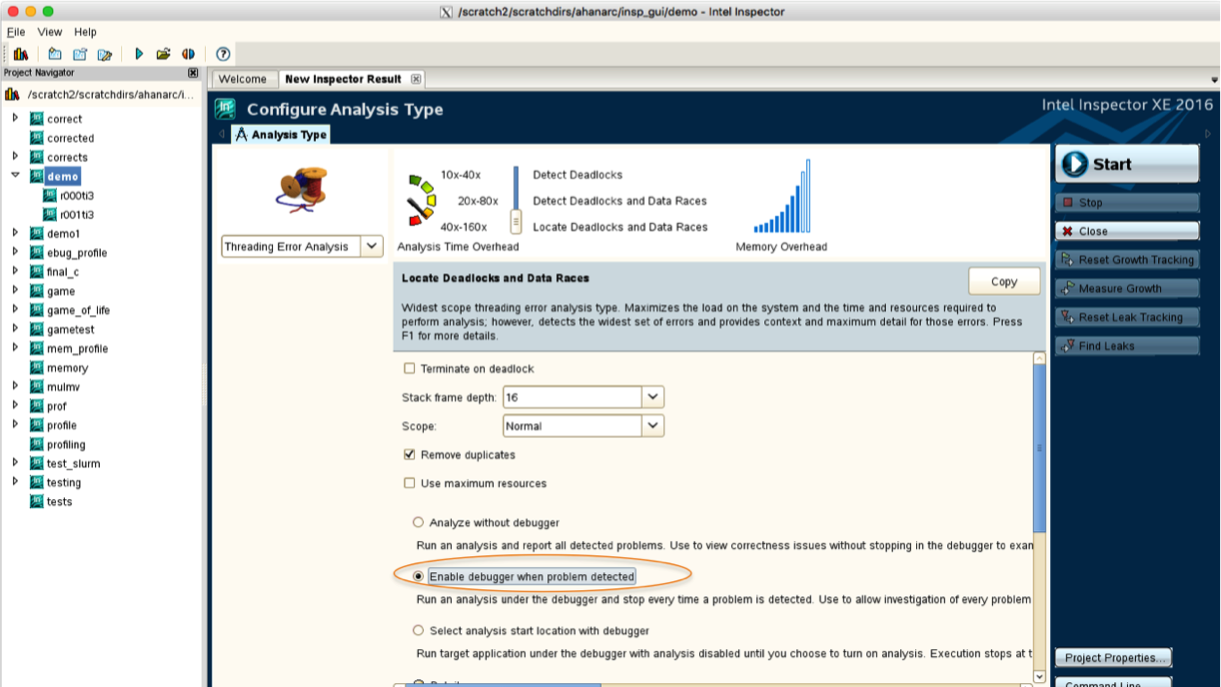 /scratch2/scratchdirs/ahanarc/insp_gui/demo - Intel Inspector
File View Help
Project Navigator
/scratch2/scratchdirs/ahanarc/i...
correct
corrected
corrects
demo
r000ti3
r001ti3
demo1
ebug_profile
final_c
game
game_of_life
gametest
mem_profile
memory
mulmv
prof
profile
profiling
test_slurm
testing
tests
Welcome New Inspector Result
Configure Analysis Type
Intel Inspector XE 2016
Analysis Type
Threading Error Analysis
10x-40x
20x-80x
40x-160x
Analysis Time Overhead
Detect Deadlocks
Detect Deadlocks and Data Races
Locate Deadlocks and Data Races
Memory Overhead
Locate Deadlocks and Data Races
Copy
Widest scope threading error analysis type. Maximizes the load on the system and the time and resources required to
perform analysis; however, detects the widest set of errors and provides context and maximum detail for those errors. Press
F1 for more details.
Terminate on deadlock
Stack frame depth: 16
Scope: Normal
Remove duplicates
Use maximum resources
Analyze without debugger
Run an analysis and report all detected problems. Use to view correctness issues without stopping in the debugger to exan
Enable debugger when problem detected
Run an analysis under the debugger and stop every time a problem is detected. Use to allow investigation of every problem
Select analysis start location with debugger
Run target application under the debugger with analysis disabled until you choose to turn on analysis. Execution stops at t
Start
Stop
Close
Reset Growth Tracking
Measure Growth
Reset Leak Tracking
Find Leaks
Project Properties...
Command Line